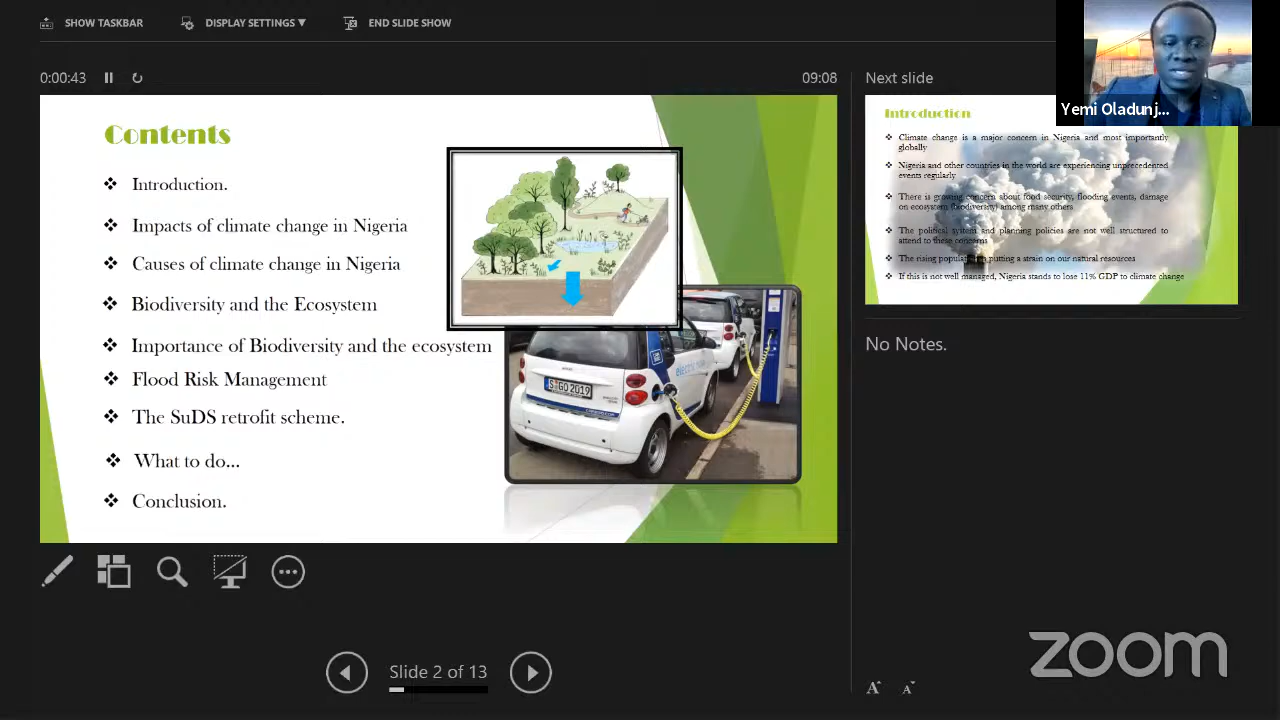 SHOW TASKBAR
DISPLAY SETTINGS ▼
END SLIDE SHOW
0:00:43
09:08
Next slide
Yemi Oladunj...
Contents
❖ Introduction.
❖ Impacts of climate change in Nigeria
❖ Causes of climate change in Nigeria
❖ Biodiversity and the Ecosystem
❖ Importance of Biodiversity and the ecosystem
❖ Flood Risk Management
❖ The SuDS retrofit scheme.
❖ What to do...
❖ Conclusion.
S GO 2019
Introduction
❖ Climate change is a major concern in Nigeria and most importantly
globally
❖ Nigeria and other countries in the world are experiencing unprecedented
events regularly
❖ There is growing concern about food security, flooding events, damage
on ecosystem (biodiversity) among many others
❖ The political system and planning policies are not well structured to
attend to these concerns
❖ The rising population putting a strain on our natural resources
❖ If this is not well managed, Nigeria stands to lose 11% GDP to climate change
No Notes.
Slide 2 of 13
A A
zoom